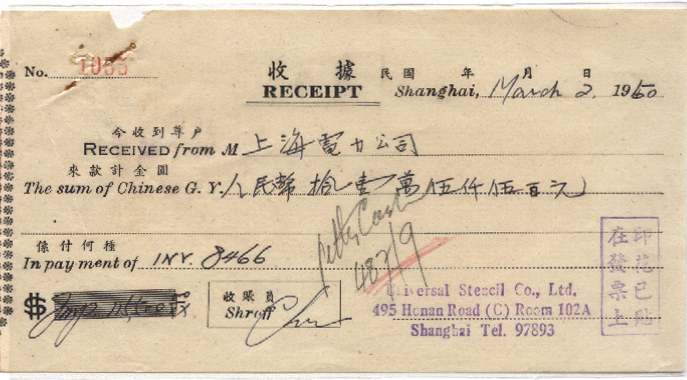 No. 1055
收據 民國 年 月 日
RECEIPT Shanghai, March 2, 1950
今收到尊戶
RECEIVED from M 上海電力公司
來款計金圓
The sum of Chinese G. Y. 人民幣 拾壹萬伍仟伍百元
係付何種
In payment of INV. 8466
Petty Cash
483/9
$
收賬員
Shroff
Universal Stencil Co., Ltd.
495 Honan Road (C) Room 102A
Shanghai Tel. 97893
印花已貼
在發票上